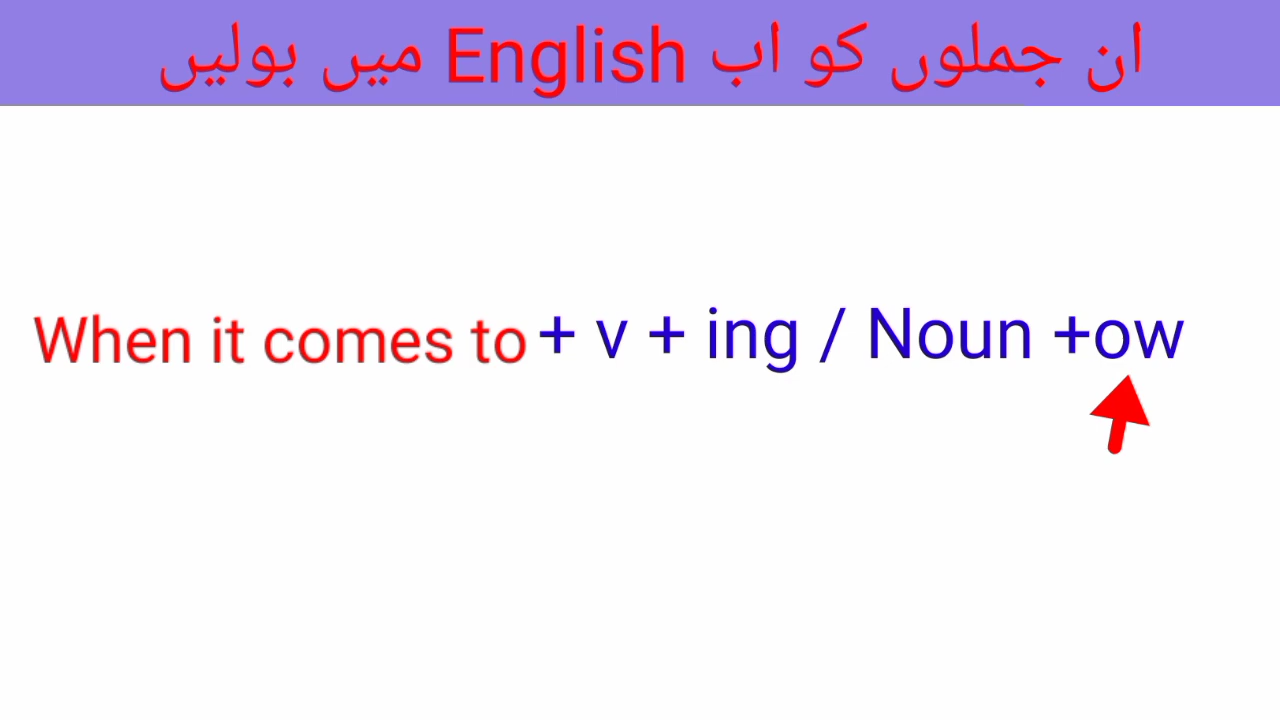 ان جملوں کو اب English میں بولیں
When it comes to + v + ing / Noun +ow